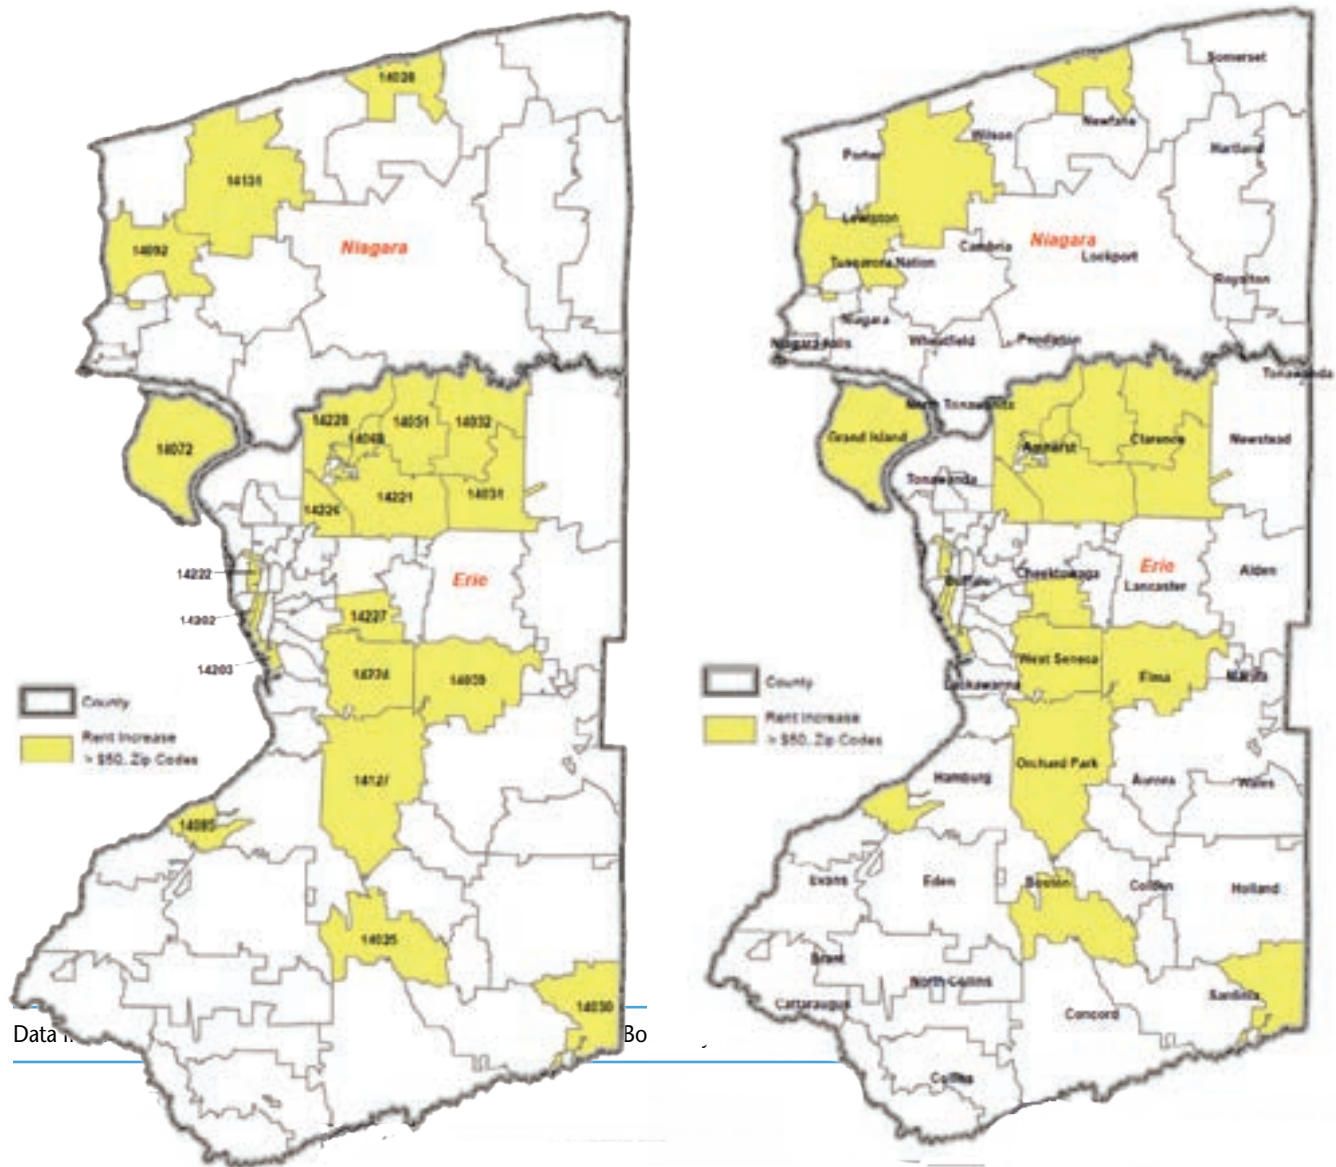 14028
14131
14092
Niagara
14228
14051
14032
14068
14072
14221
14031
14226
14222
Erie
14202
14227
14203
14224
14059
County
Rent Increase
> $50, Zip Codes
14127
14085
14025
14030
Data
Bo
Somerset
Newfane
Wilson
Hartland
Porter
Lewiston
Cambria
Niagara
Lockport
Tuscarora Nation
Royalton
Niagara
Niagara Falls
Wheatfield
Pendleton
Tonawanda
North Tonawanda
Grand Island
Amherst
Clarence
Newstead
Tonawanda
Buffalo
Cheektowaga
Erie
Lancaster
Alden
West Seneca
Elma
Marilla
Lackawanna
County
Rent Increase
> $50, Zip Codes
Hamburg
Orchard Park
Aurora
Wales
Evans
Eden
Boston
Colden
Holland
Brant
North Collins
Cattaraugus
Sardinia
Concord
Collins